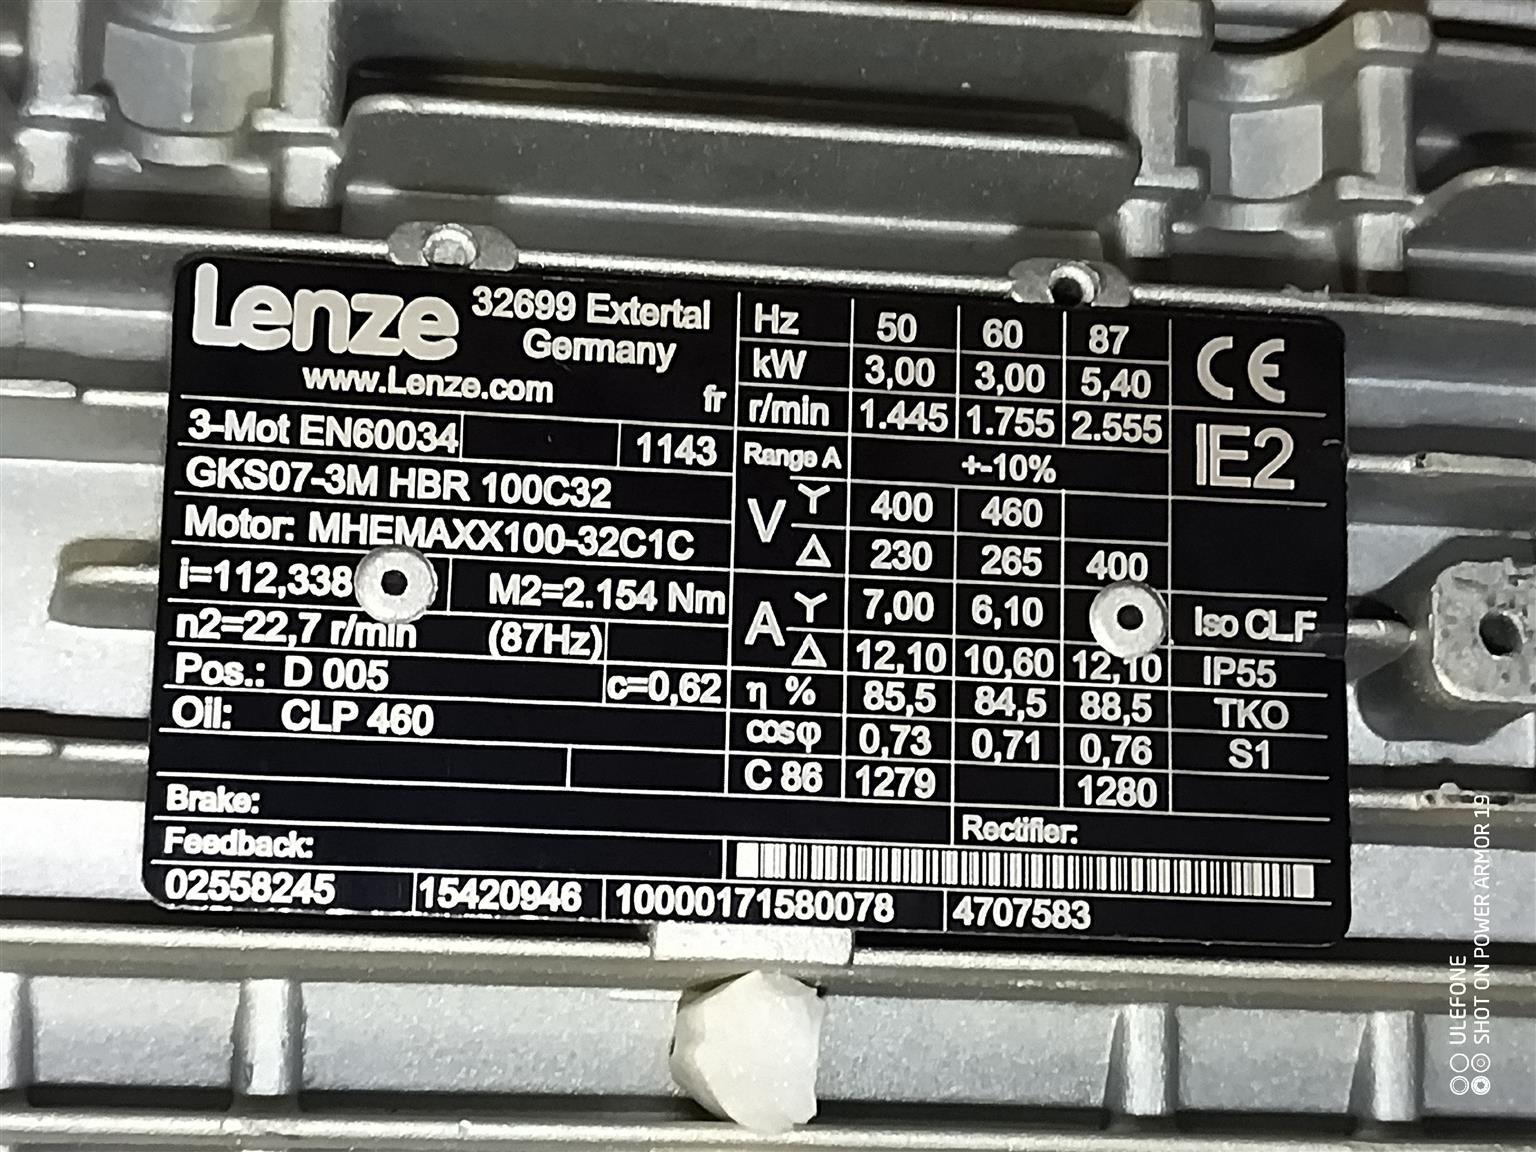 Lenze 32699 Extertal
Germany
www.Lenze.com fr
3-Mot EN60034 1143
GKS07-3M HBR 100C32
Motor: MHEMAXX100-32C1C
i=112,338 M2=2.154 Nm
n2=22,7 r/min (87Hz)
Pos.: D 005 c=0,62
Oil: CLP 460
Brake:
Feedback:
Hz 50 60 87
kW 3,00 3,00 5,40
r/min 1.445 1.755 2.555
Range A +-10%
V Y 400 460
Δ 230 265 400
A Y 7,00 6,10
Δ 12,10 10,60 12,10
η % 85,5 84,5 88,5
cosφ 0,73 0,71 0,76
C 86 1279 1280
Rectifier:
CE
IE2
Iso CLF
IP55
TKO
S1
02558245 15420946 10000171580078 4707583
ULEFONE
SHOT ON POWER ARMOR 19